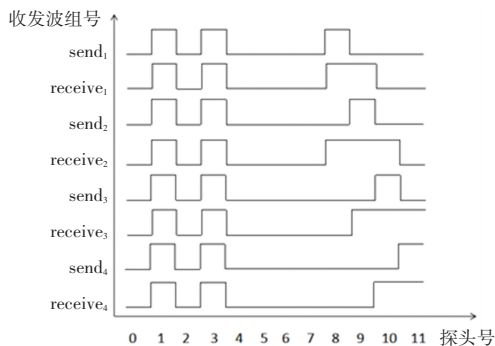 收发波组号
send₁
receive₁
send₂
receive₂
send₃
receive₃
send₄
receive₄
0 1 2 3 4 5 6 7 8 9 10 11 探头号